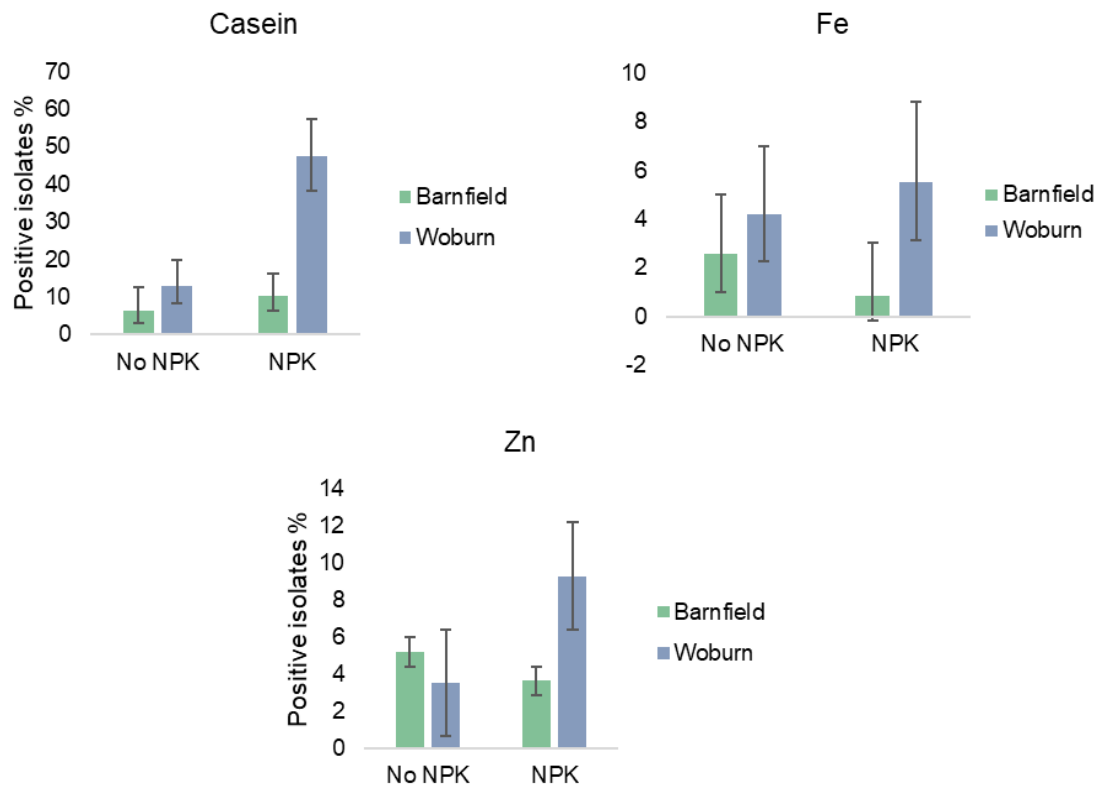 Casein
Positive isolates %
70
60
50
40
30
20
10
0
No NPK
NPK
Barnfield
Woburn
Fe
10
8
6
4
2
0
-2
No NPK
NPK
Barnfield
Woburn
Zn
Positive isolates %
14
12
10
8
6
4
2
0
No NPK
NPK
Barnfield
Woburn